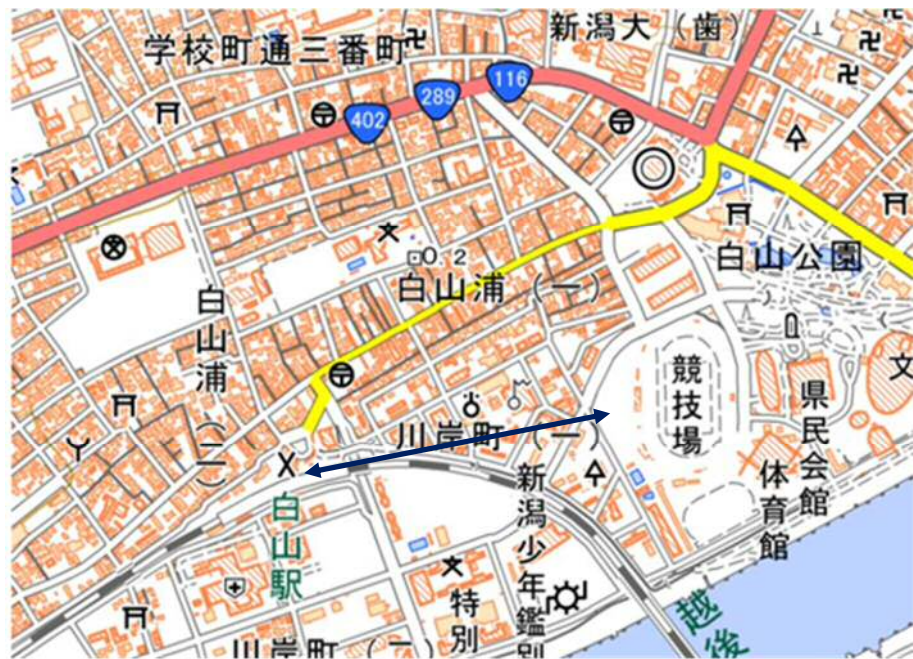 新潟大（歯）
学校町通三番町
116
289
402
0.2
白山公園
白山浦（一）
白山浦（二）
競技場
県民会館
体育館
文
川岸町（一）
X
白山駅
新潟少年鑑別
特別
越後
川岸町（二）